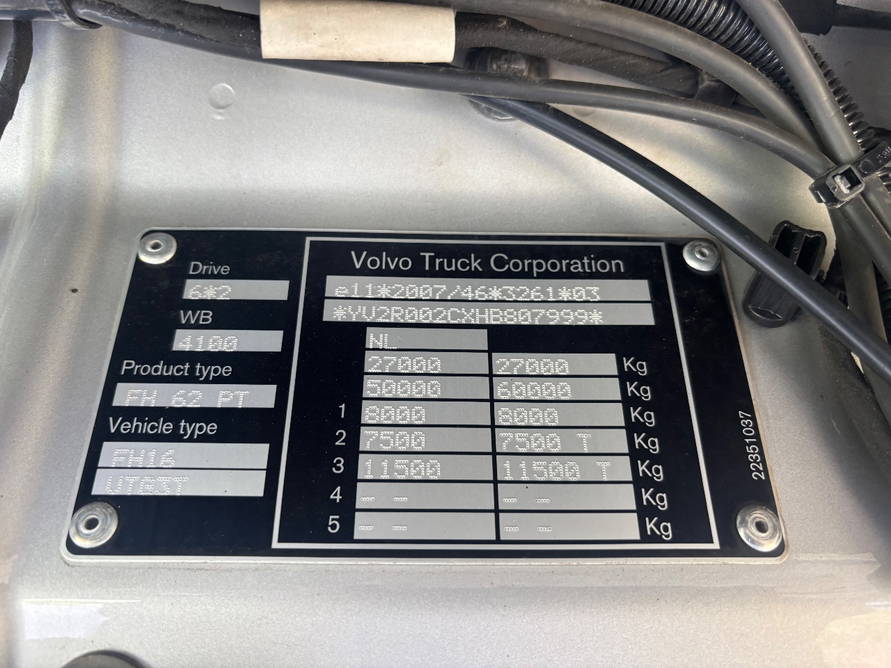 Drive
6*2
WB
4100
Product type
FH 62 PT
Vehicle type
FH16
UTG3T
Volvo Truck Corporation
e11*2007/46*3261*03
*YV2R002CXHB807999*
NL
27000 27000 Kg
50000 60000 Kg
1 8000 8000 Kg
2 7500 7500 T Kg
3 11500 11500 T Kg
4 -- -- -- -- Kg
5 -- -- -- -- Kg
22351037